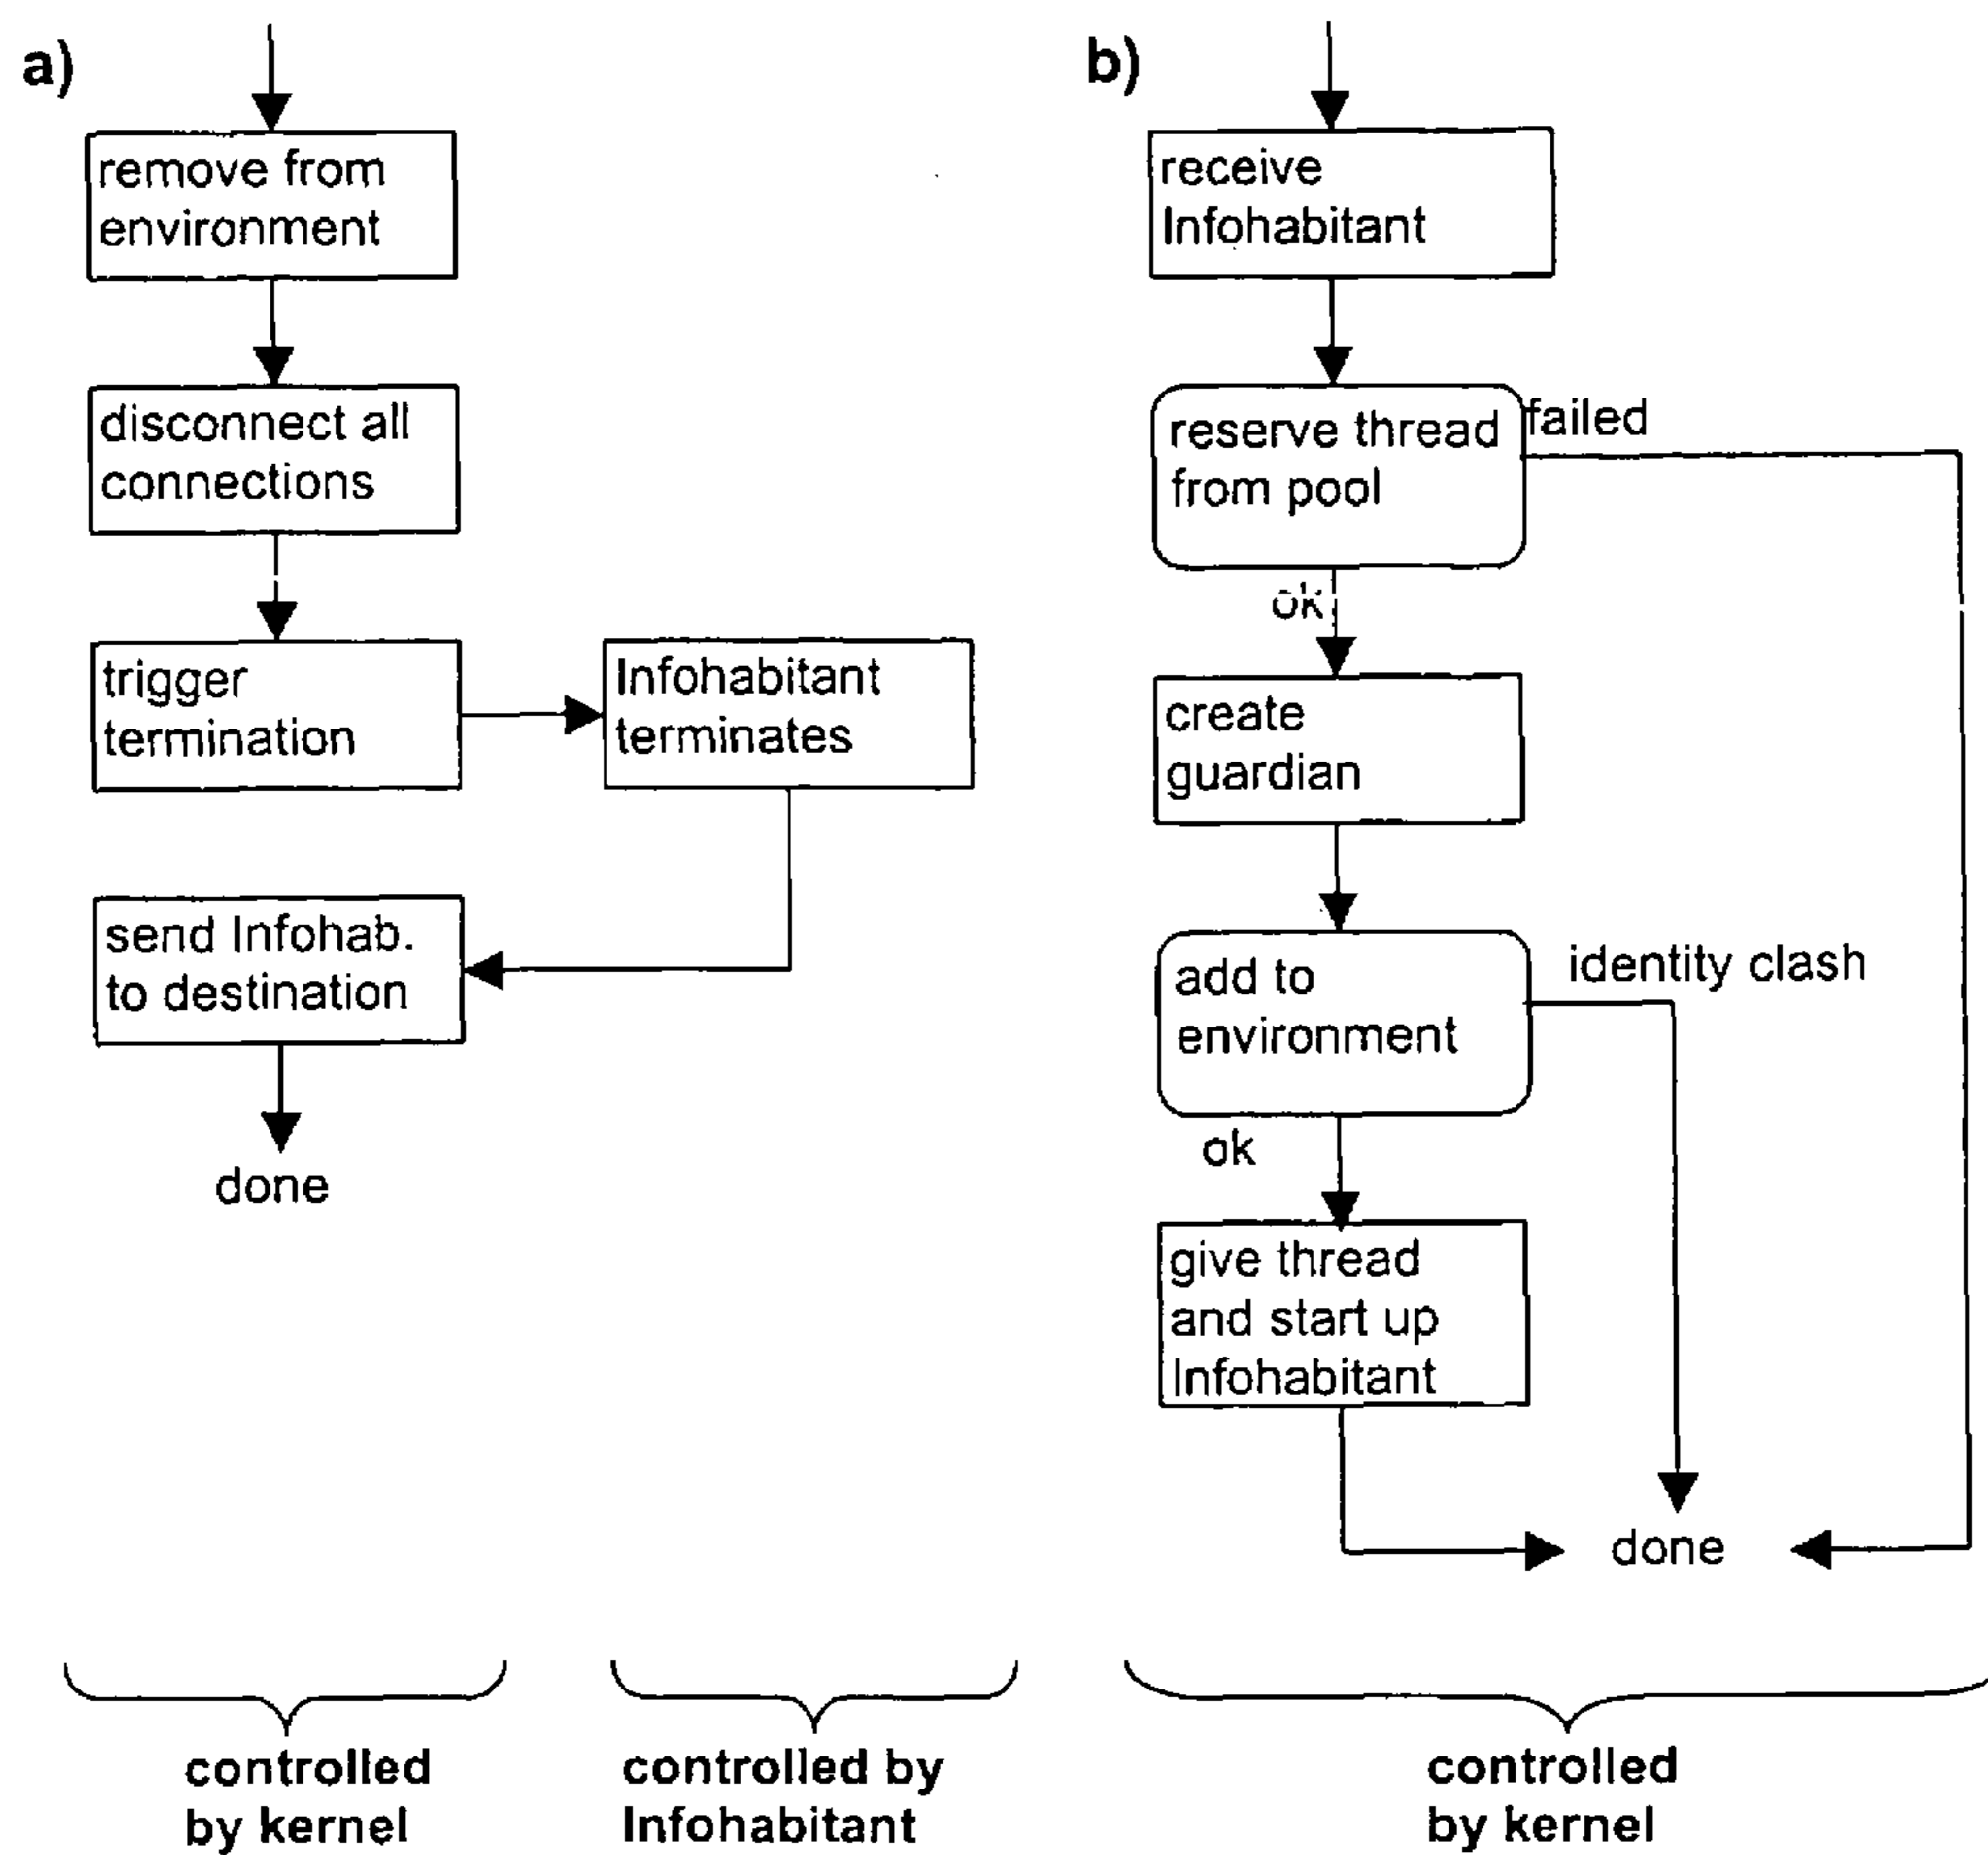 a)
remove from
environment
disconnect all
connections
trigger
termination
Infohabitant
terminates
send Infohab.
to destination
done
controlled
by kernel
controlled by
Infohabitant
b)
receive
Infohabitant
reserve thread
from pool
failed
ok
create
guardian
add to
environment
identity clash
ok
give thread
and start up
Infohabitant
done
controlled
by kernel